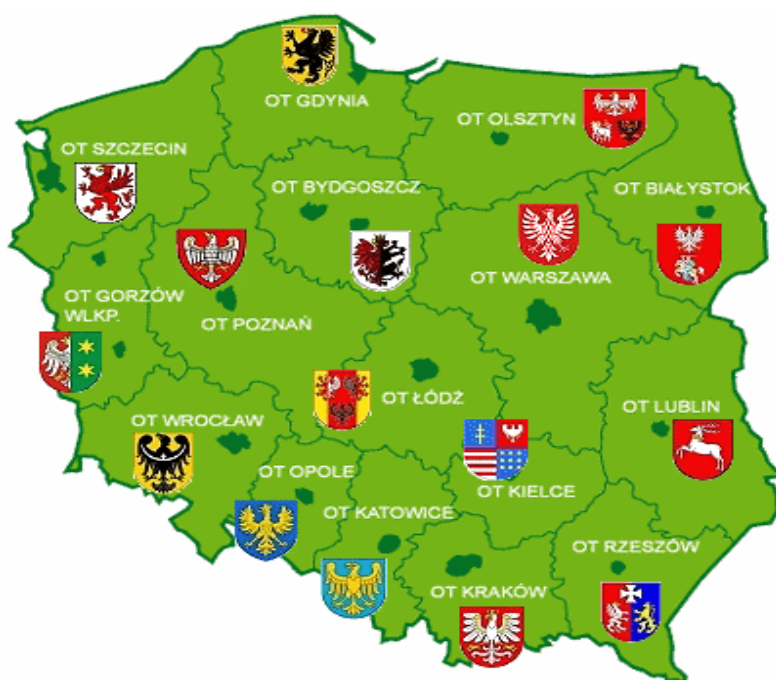 OT GDYNIA
OT OLSZTYN
OT SZCZECIN
OT BYDGOSZCZ
OT BIAŁYSTOK
OT WARSZAWA
OT GORZÓW
WLKP.
OT POZNAŃ
OT ŁÓDŹ
OT LUBLIN
OT WROCŁAW
OT OPOLE
OT KIELCE
OT KATOWICE
OT RZESZÓW
OT KRAKÓW